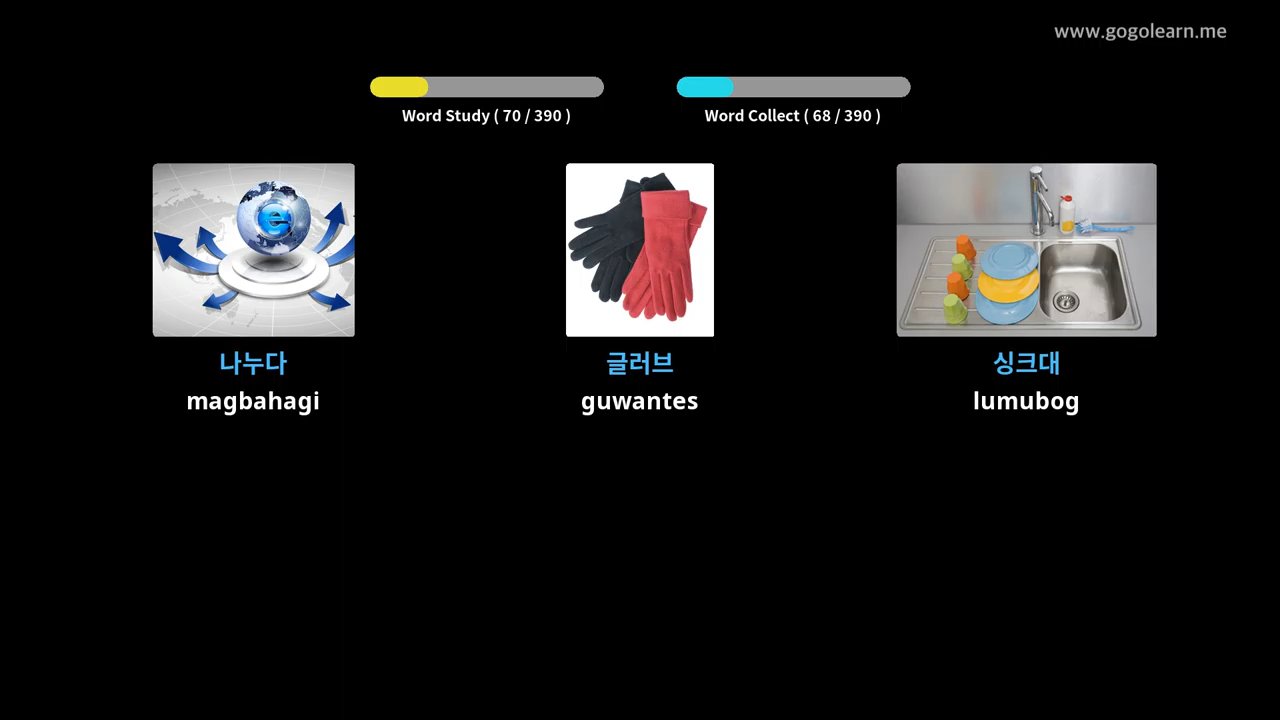 www.gogolearn.me
Word Study ( 70 / 390 )
Word Collect ( 68 / 390 )
e
나누다
글러브
싱크대
magbahagi
guwantes
lumubog